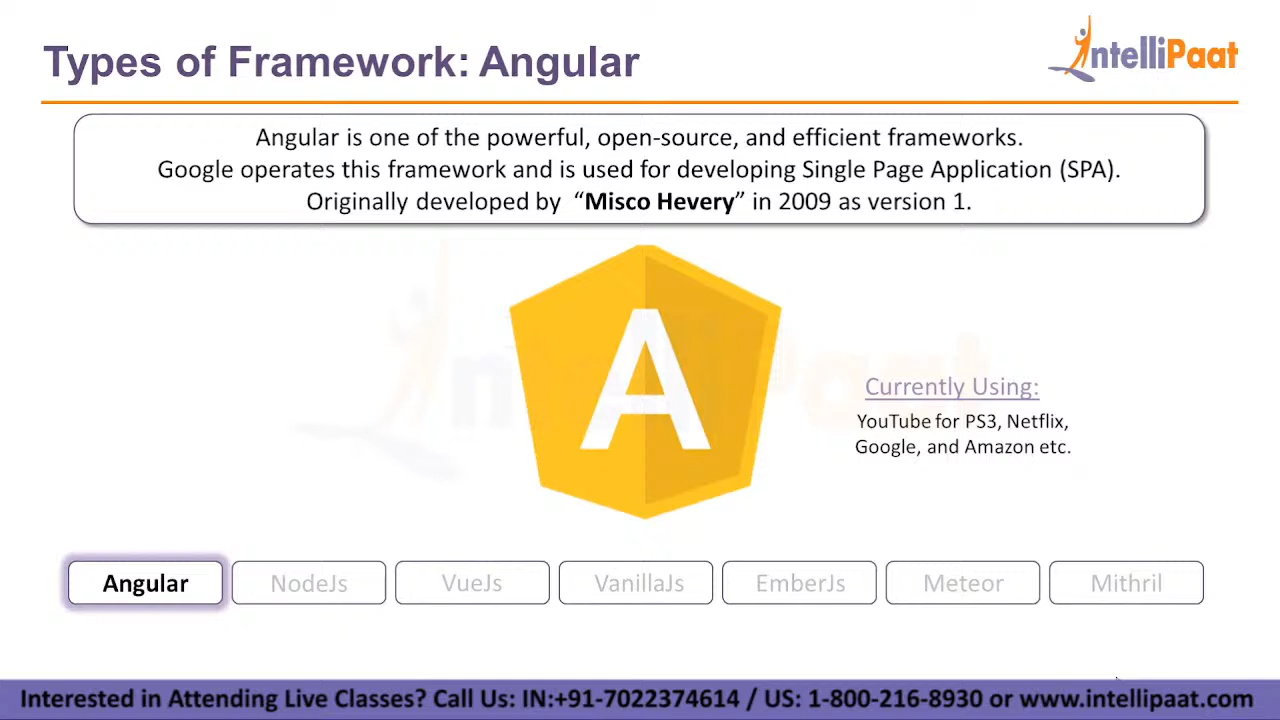 Types of Framework: Angular
IntelliPaat
Angular is one of the powerful, open-source, and efficient frameworks.
Google operates this framework and is used for developing Single Page Application (SPA).
Originally developed by “Misco Hevery” in 2009 as version 1.
IntelliPaat
A
Currently Using:
YouTube for PS3, Netflix,
Google, and Amazon etc.
Angular
NodeJs
VueJs
VanillaJs
EmberJs
Meteor
Mithril
Interested in Attending Live Classes? Call Us: IN:+91-7022374614 / US: 1-800-216-8930 or www.intellipaat.com